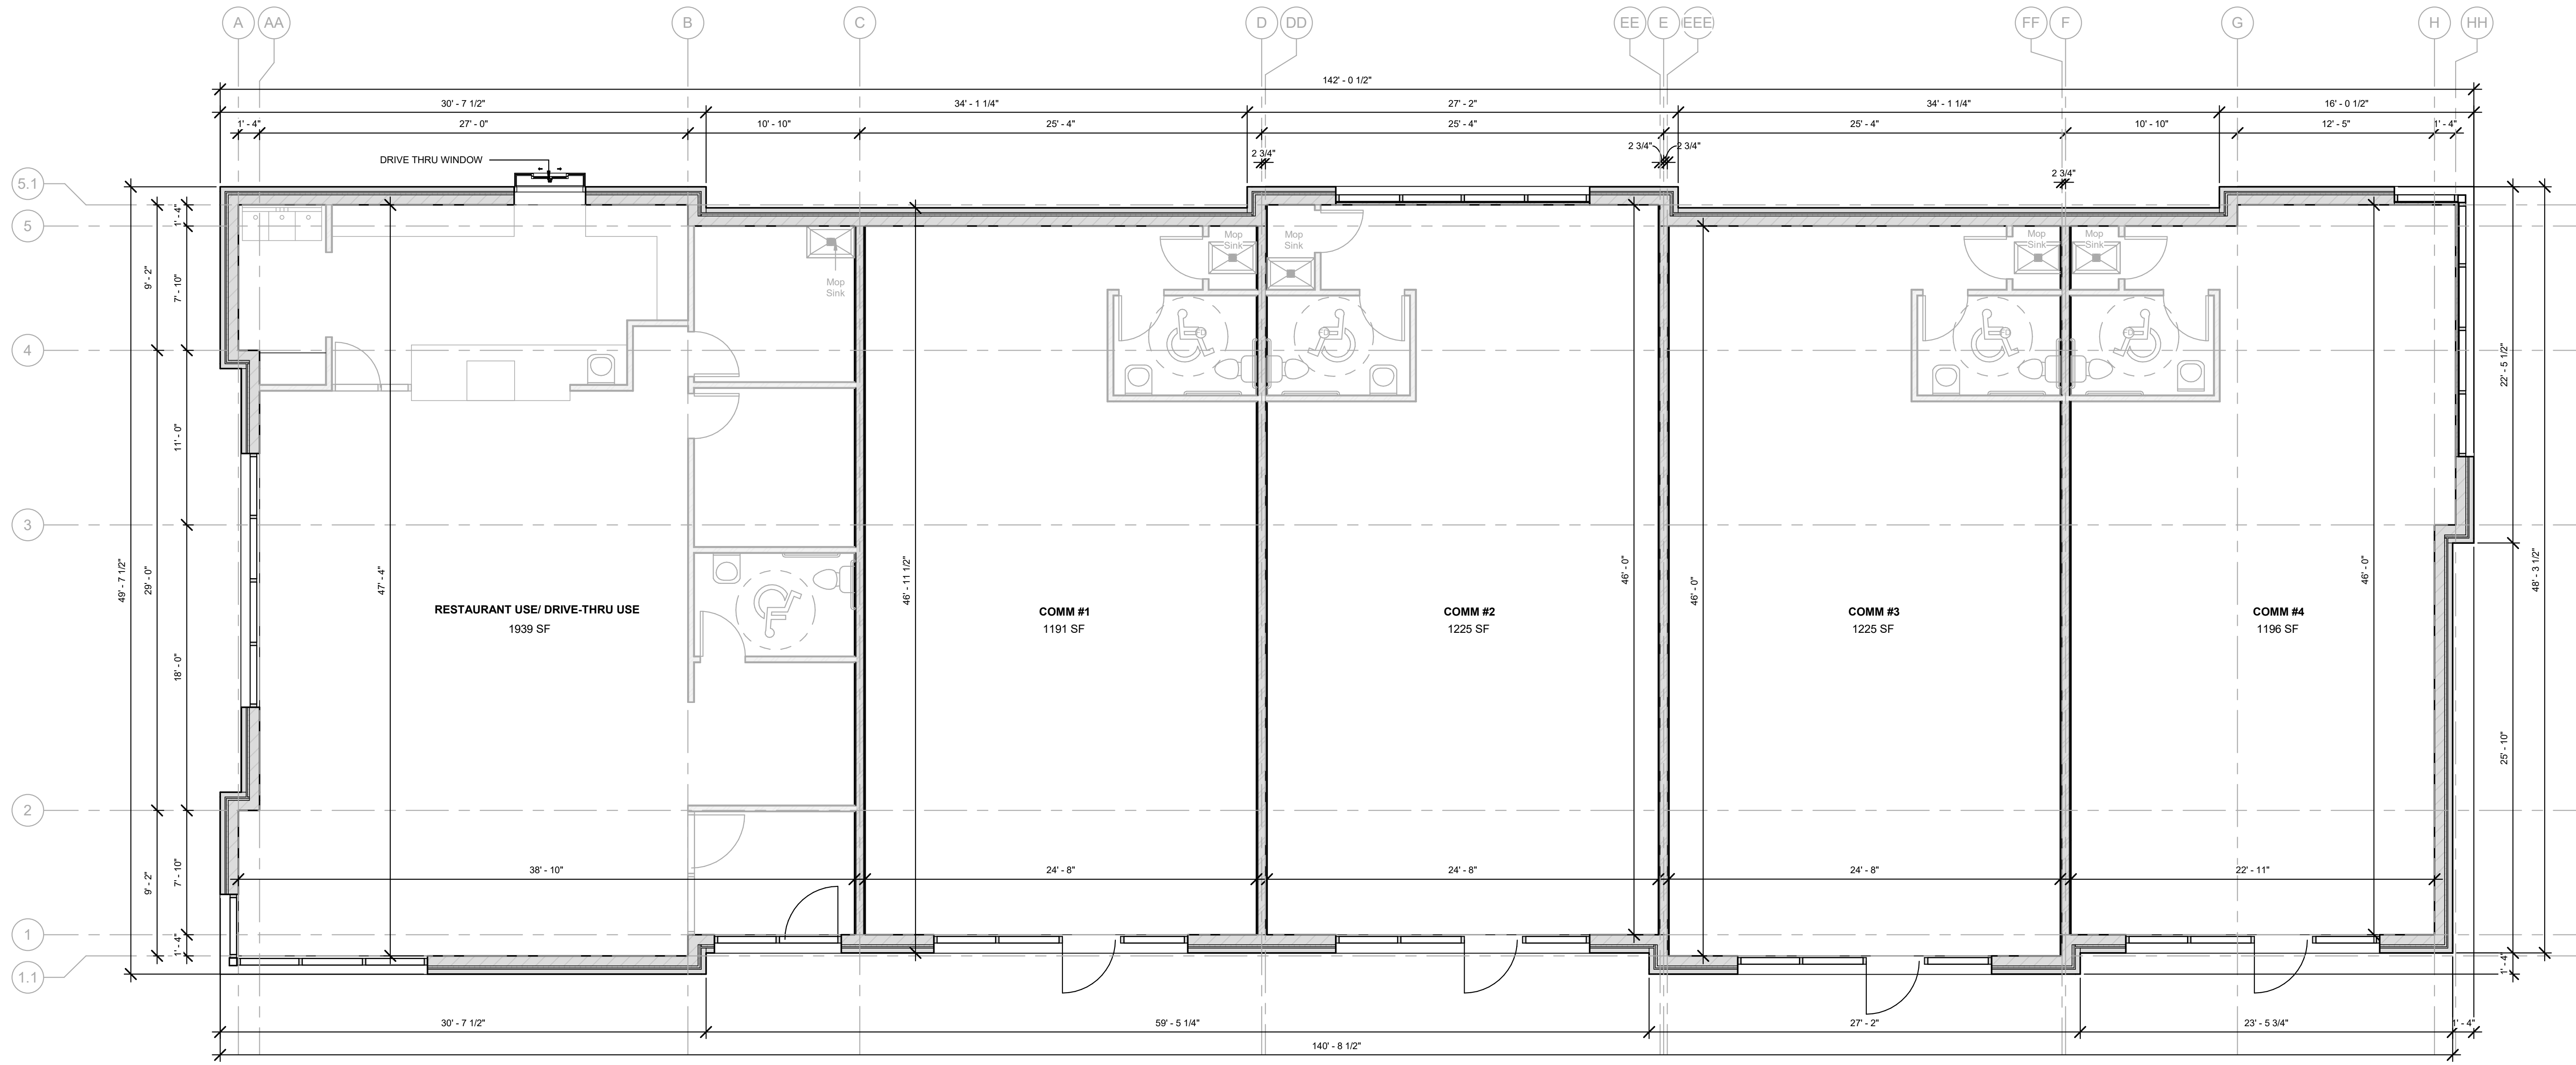 A AA B C D DD EE E EEE FF F G H HH
142' - 0 1/2"
30' - 7 1/2" 34' - 1 1/4" 27' - 2" 34' - 1 1/4" 16' - 0 1/2"
1' - 4" 27' - 0" 10' - 10" 25' - 4" 25' - 4" 25' - 4" 10' - 10" 12' - 5" 1' - 4"
2 3/4" 2 3/4" 2 3/4" 2 3/4"
DRIVE THRU WINDOW
5.1
5
4
3
2
1
1.1
49' - 7 1/2"
9' - 2"
29' - 0"
9' - 2"
1' - 4"
7' - 10"
11' - 0"
18' - 0"
7' - 10"
1' - 4"
47' - 4"
Mop
Sink
Mop
Sink
Mop
Sink
Mop
Sink
Mop
Sink
FD
FD
FD
FD
RESTAURANT USE/ DRIVE-THRU USE
1939 SF
46' - 11 1/2"
COMM #1
1191 SF
COMM #2
1225 SF
46' - 0"
46' - 0"
COMM #3
1225 SF
COMM #4
1196 SF
46' - 0"
22' - 5 1/2"
25' - 10"
1' - 4"
48' - 3 1/2"
38' - 10" 24' - 8" 24' - 8" 24' - 8" 22' - 11"
30' - 7 1/2" 59' - 5 1/4" 27' - 2" 23' - 5 3/4" 1' - 4"
140' - 8 1/2"